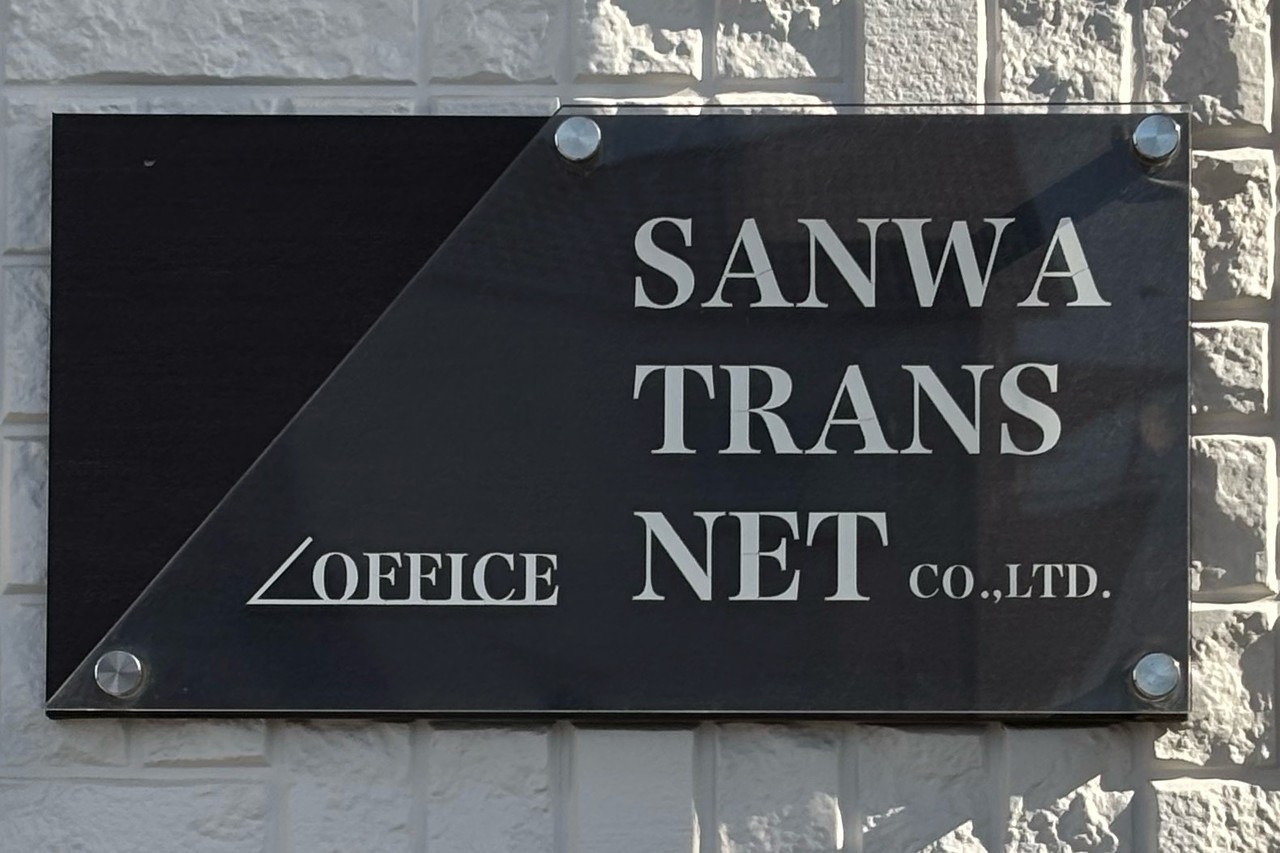 SANWA
TRANS
NET CO.,LTD.
OFFICE